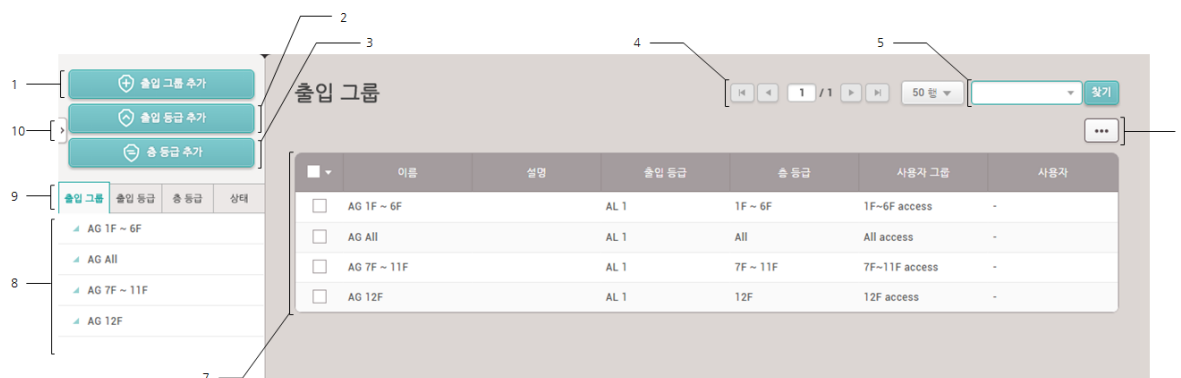 2
3
4
5
1
출입 그룹 추가
출입 그룹
1 / 1
50 행
찾기
출입 등급 추가
10
층 등급 추가
이름 설명 출입 등급 층 등급 사용자 그룹 사용자
9
출입 그룹 출입 등급 층 등급 상태
AG 1F ~ 6F AL 1 1F ~ 6F 1F~6F access -
AG All AL 1 All All access -
AG 7F ~ 11F AL 1 7F ~ 11F 7F~11F access -
AG 12F AL 1 12F 12F access -
AG 1F ~ 6F
AG All
8
AG 7F ~ 11F
AG 12F
7